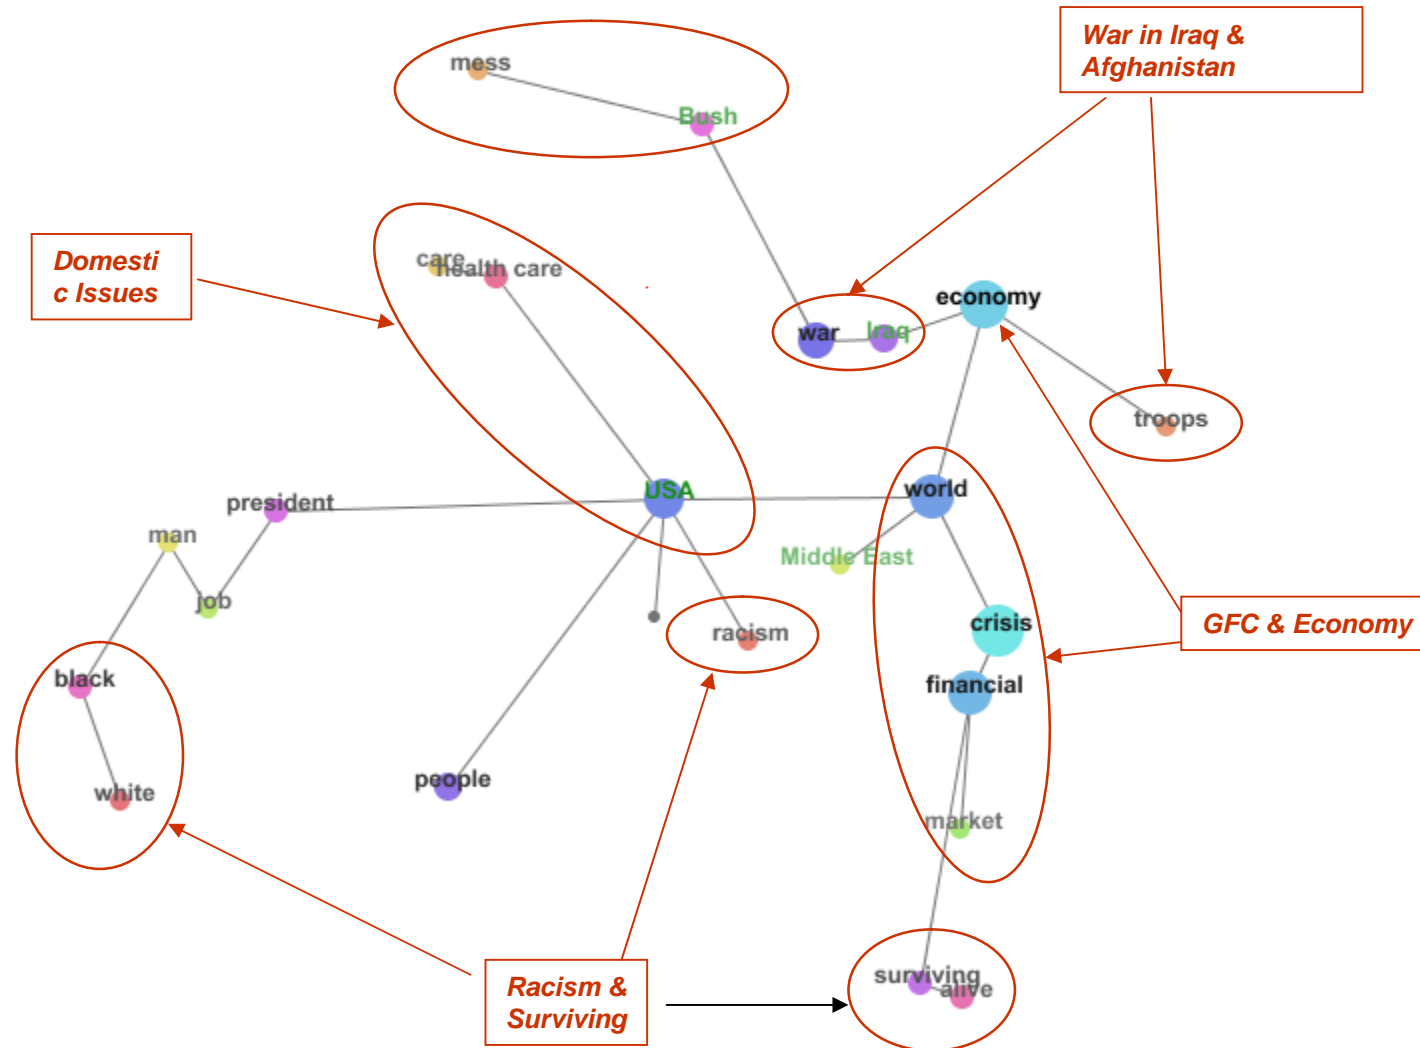 War in Iraq &
Afghanistan
mess
Bush
Domesti
c Issues
care
health care
economy
war
Iraq
troops
USA
world
president
man
Middle East
job
racism
crisis
GFC & Economy
black
financial
people
white
market
surviving
alive
Racism &
Surviving